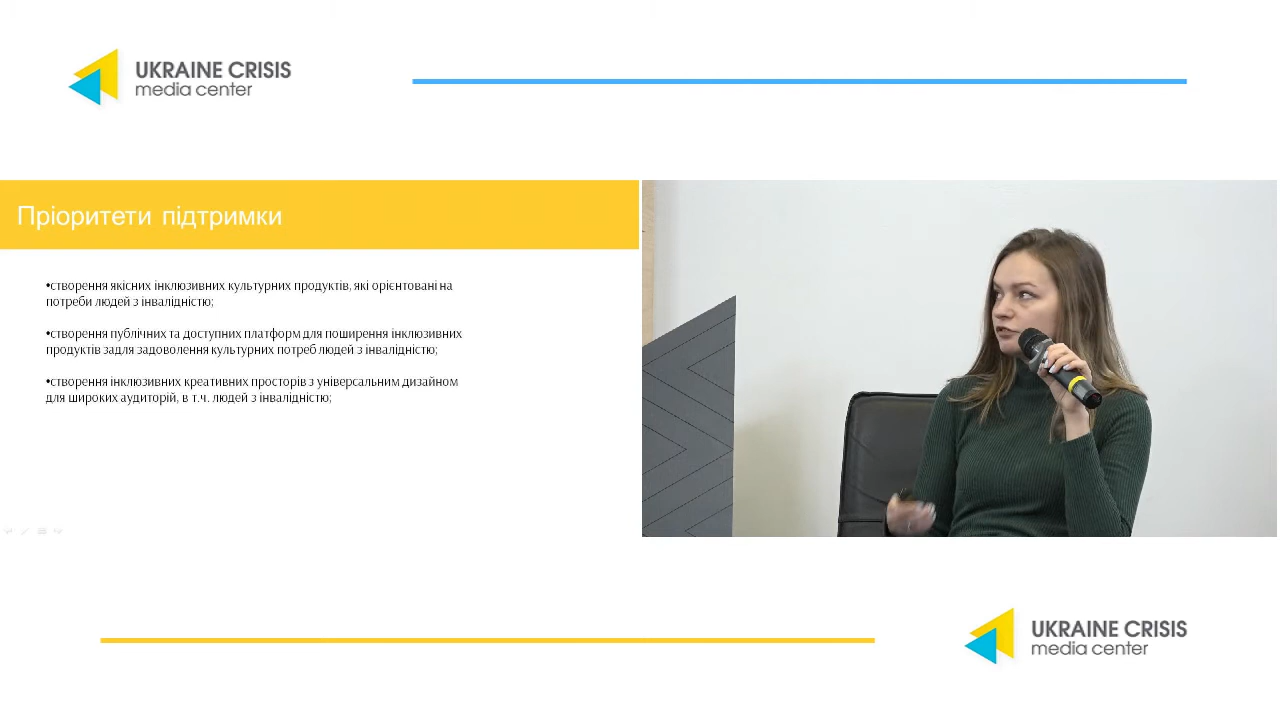 UKRAINE CRISIS
media center
Пріоритети підтримки
•створення якісних інклюзивних культурних продуктів, які орієнтовані на
потреби людей з інвалідністю;
•створення публічних та доступних платформ для поширення інклюзивних
продуктів задля задоволення культурних потреб людей з інвалідністю;
•створення інклюзивних креативних просторів з універсальним дизайном
для широких аудиторій, в т.ч. людей з інвалідністю;
UKRAINE CRISIS
media center